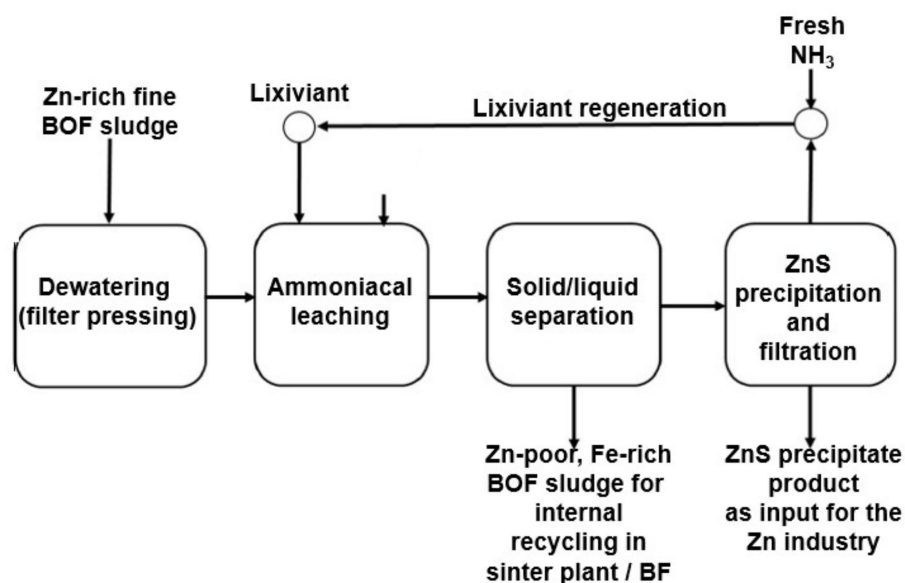 Fresh
NH₃
Zn-rich fine
BOF sludge
Lixiviant
Lixiviant regeneration
Dewatering
(filter pressing)
Ammoniacal
leaching
Solid/liquid
separation
ZnS
precipitation
and
filtration
Zn-poor, Fe-rich
BOF sludge for
internal
recycling in
sinter plant / BF
ZnS precipitate
product
as input for the
Zn industry